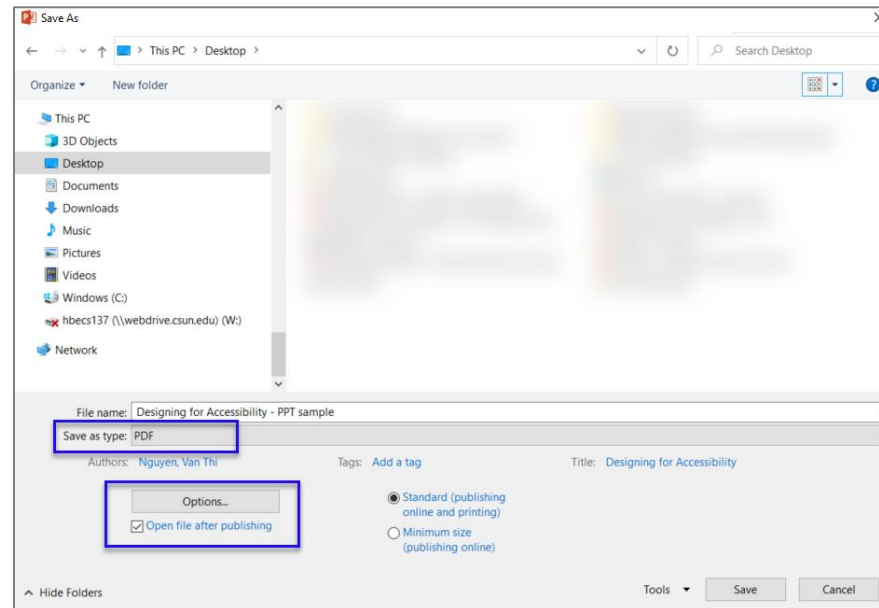 Save As
This PC > Desktop >
Search Desktop
Organize
New folder
This PC
3D Objects
Desktop
Documents
Downloads
Music
Pictures
Videos
Windows (C:)
hbecs137 (\\webdrive.csun.edu) (W:)
Network
File name: Designing for Accessibility - PPT sample
Save as type: PDF
Authors: Nguyen, Van Thi Tags: Add a tag Title: Designing for Accessibility
Options...
Open file after publishing
Standard (publishing
online and printing)
Minimum size
(publishing online)
Hide Folders Tools Save Cancel